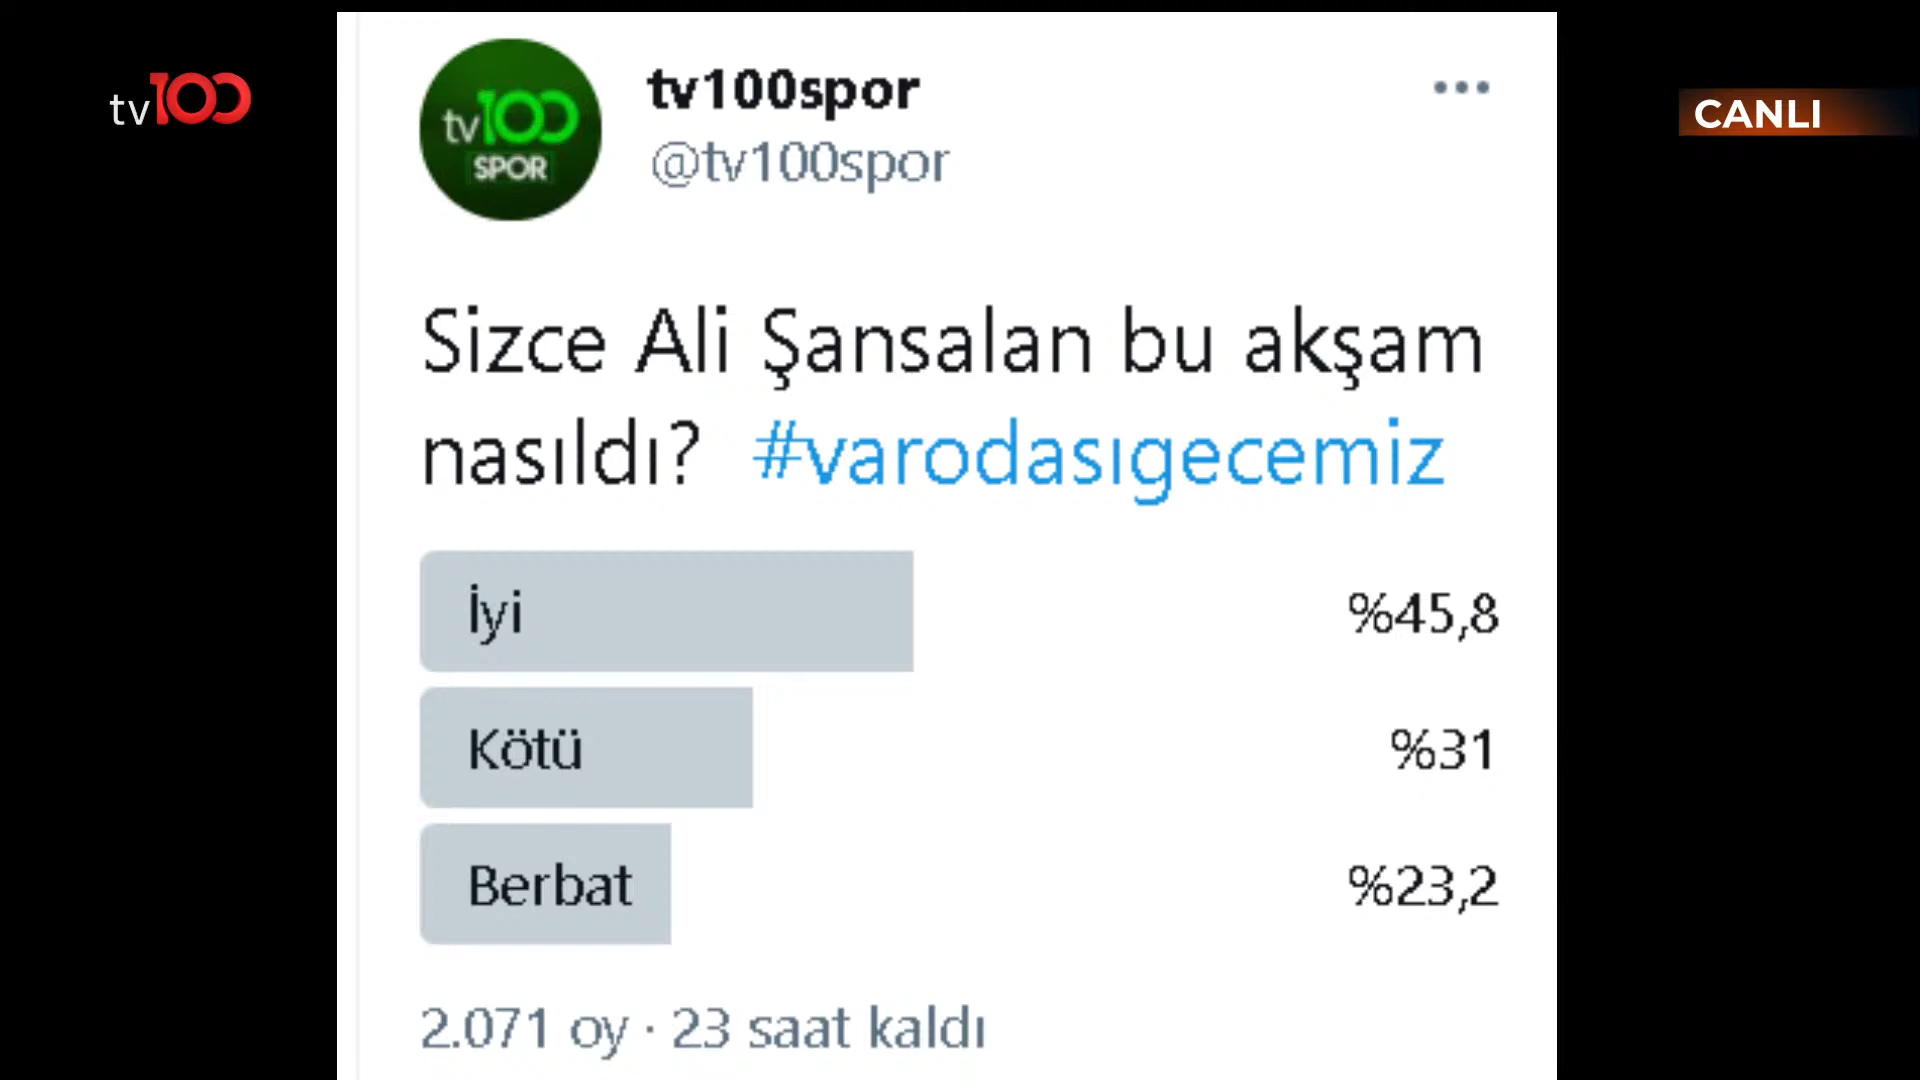 tv100
CANLI
tv100
SPOR
tv100spor
@tv100spor
Sizce Ali Şansalan bu akşam
nasıldı? #varodasıgecemiz
İyi %45,8
Kötü %31
Berbat %23,2
2.071 oy · 23 saat kaldı